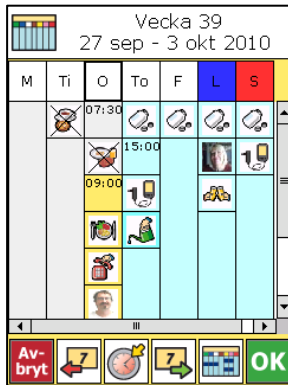 Vecka 39
27 sep - 3 okt 2010
M Ti O To F L S
07:30
15:00
09:00
Av-
bryt
7
7
OK